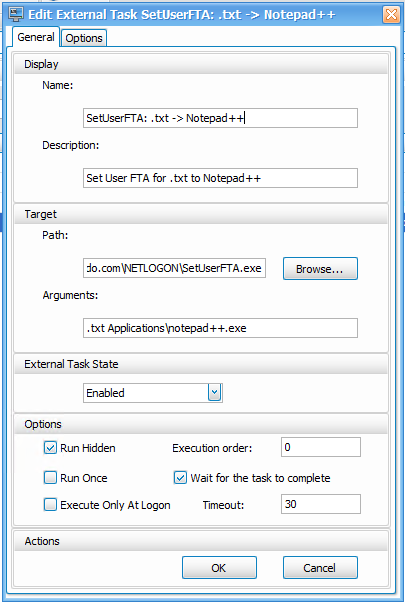 Edit External Task SetUserFTA: .txt -> Notepad++
General Options
Display
Name:
SetUserFTA: .txt -> Notepad++
Description:
Set User FTA for .txt to Notepad++
Target
Path:
do.com\NETLOGON\SetUserFTA.exe Browse...
Arguments:
.txt Applications\notepad++.exe
External Task State
Enabled
Options
Run Hidden Execution order: 0
Run Once Wait for the task to complete
Execute Only At Logon Timeout: 30
Actions
OK Cancel